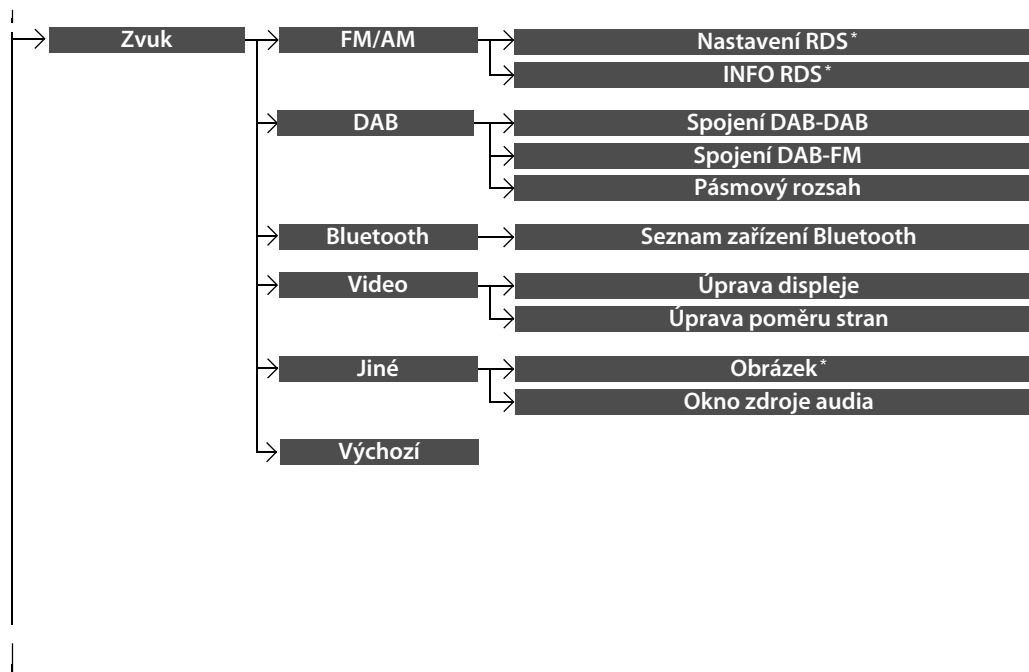 Zvuk
FM/AM
Nastavení RDS*
INFO RDS*
DAB
Spojení DAB-DAB
Spojení DAB-FM
Pásmový rozsah
Bluetooth
Seznam zařízení Bluetooth
Video
Úprava displeje
Úprava poměru stran
Jiné
Obrázek*
Okno zdroje audia
Výchozí